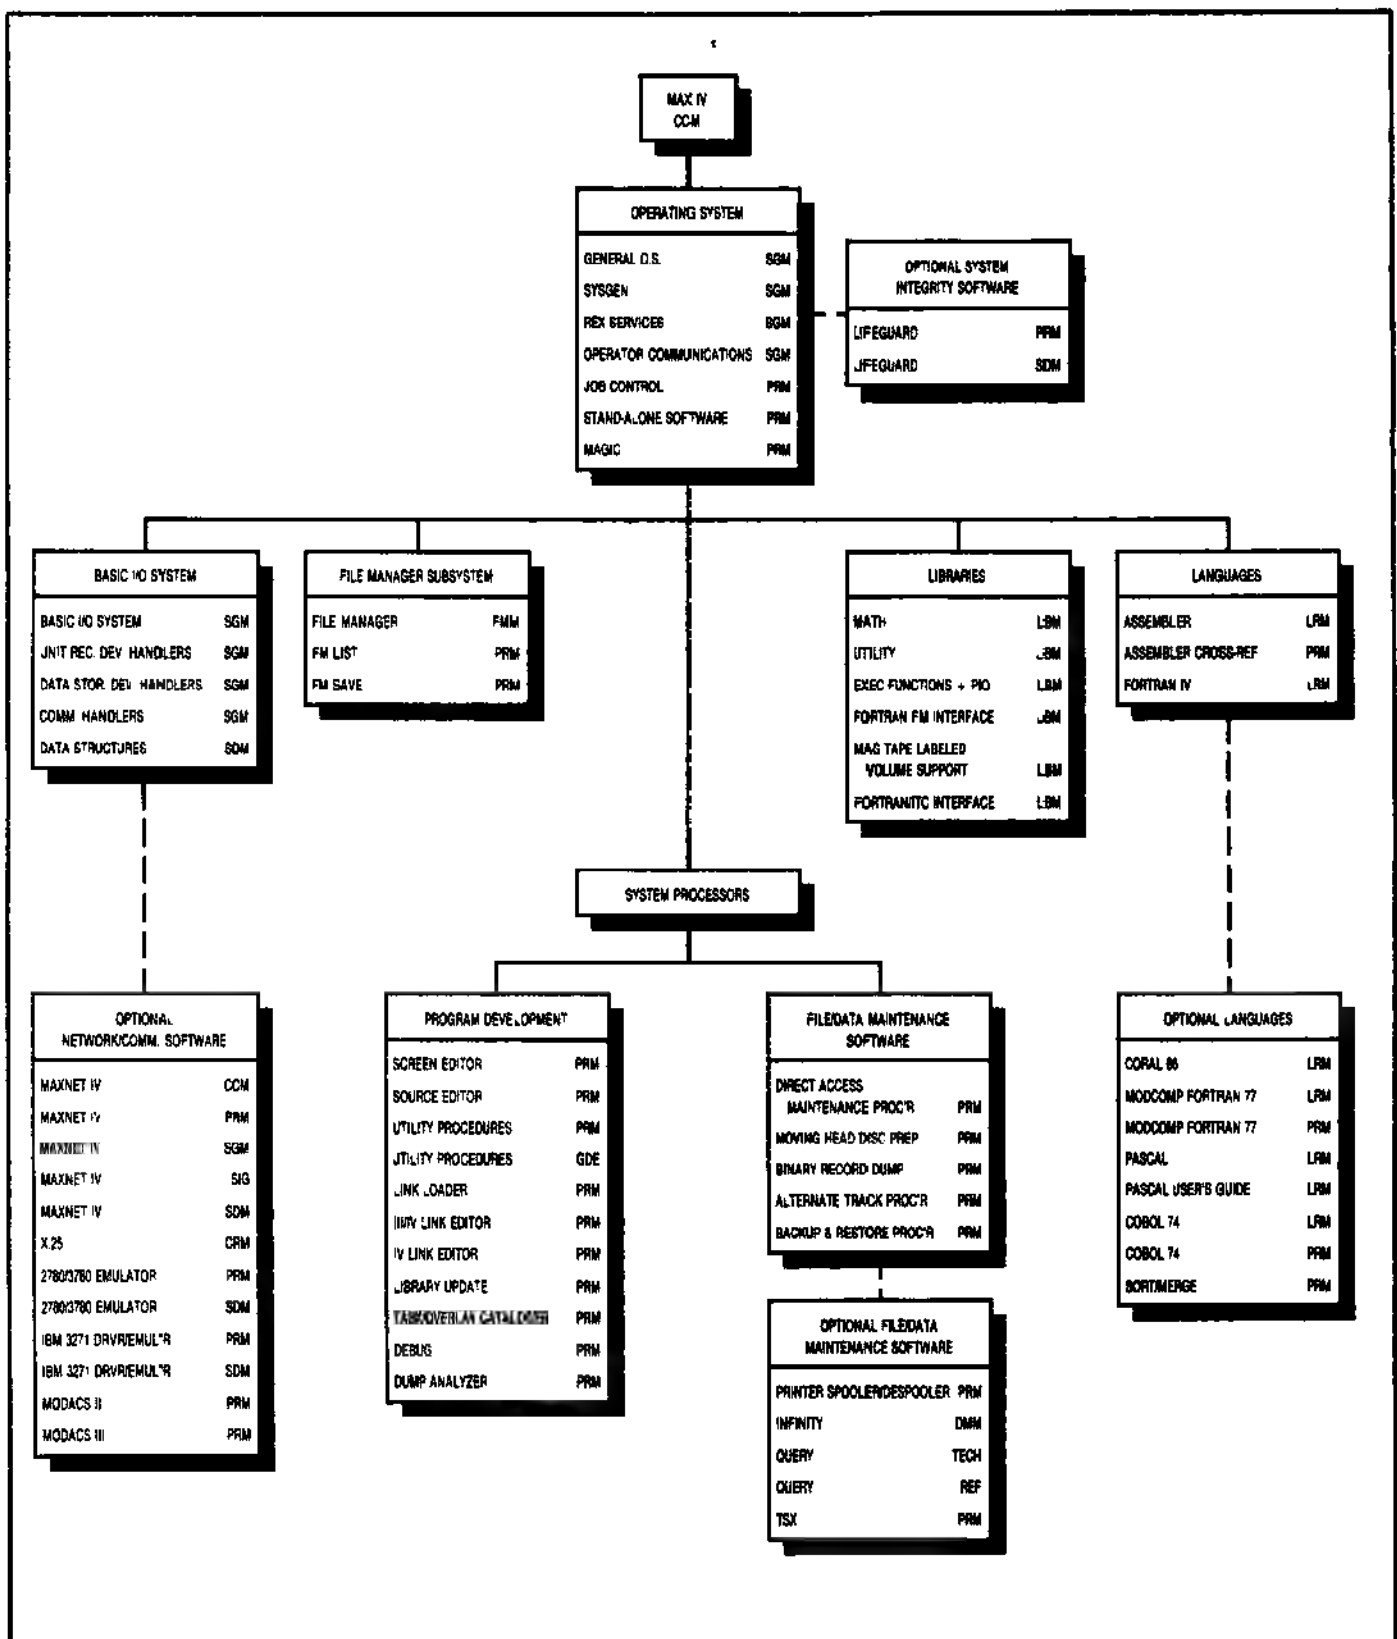 MAX IV
CCM
OPERATING SYSTEM
GENERAL O.S. SGM
SYSGEN SGM
REX SERVICES SGM
OPERATOR COMMUNICATIONS SGM
JOB CONTROL PRM
STAND-ALONE SOFTWARE PRM
MAGIC PRM
OPTIONAL SYSTEM
INTEGRITY SOFTWARE
LIFEGUARD PRM
LIFEGUARD SDM
BASIC I/O SYSTEM
BASIC I/O SYSTEM SGM
UNIT REC. DEV. HANDLERS SGM
DATA STOR. DEV. HANDLERS SGM
COMM. HANDLERS SGM
DATA STRUCTURES SDM
FILE MANAGER SUBSYSTEM
FILE MANAGER FMM
FM LIST PRM
FM SAVE PRM
LIBRARIES
MATH LBM
UTILITY LBM
EXEC FUNCTIONS + PIO LBM
FORTRAN FM INTERFACE LBM
MAG TAPE LABELED
VOLUME SUPPORT LBM
FORTRAN/ITC INTERFACE LBM
LANGUAGES
ASSEMBLER LRM
ASSEMBLER CROSS-REF PRM
FORTRAN IV LRM
SYSTEM PROCESSORS
OPTIONAL
NETWORK/COMM. SOFTWARE
MAXNET IV CCM
MAXNET IV PRM
MAXNET IV SGM
MAXNET IV SIG
MAXNET IV SDM
X.25 CRM
2780/3780 EMULATOR PRM
2780/3780 EMULATOR SDM
IBM 3271 DRVR/EMUL'R PRM
IBM 3271 DRVR/EMUL'R SDM
MODACS II PRM
MODACS III PRM
PROGRAM DEVELOPMENT
SCREEN EDITOR PRM
SOURCE EDITOR PRM
UTILITY PROCEDURES PRM
UTILITY PROCEDURES GDE
LINK LOADER PRM
II/IV LINK EDITOR PRM
IV LINK EDITOR PRM
LIBRARY UPDATE PRM
TASK/OVERLAY CATALOGER PRM
DEBUG PRM
DUMP ANALYZER PRM
FILE/DATA MAINTENANCE
SOFTWARE
DIRECT ACCESS
MAINTENANCE PROC'R PRM
MOVING HEAD DISC PREP PRM
BINARY RECORD DUMP PRM
ALTERNATE TRACK PROC'R PRM
BACKUP & RESTORE PROC'R PRM
OPTIONAL FILE/DATA
MAINTENANCE SOFTWARE
PRINTER SPOOLER/DESPOOLER PRM
INFINITY DMM
QUERY TECH
QUERY REF
TSX PRM
OPTIONAL LANGUAGES
CORAL 66 LRM
MODCOMP FORTRAN 77 LRM
MODCOMP FORTRAN 77 PRM
PASCAL LRM
PASCAL USER'S GUIDE LRM
COBOL 74 LRM
COBOL 74 PRM
SORT/MERGE PRM